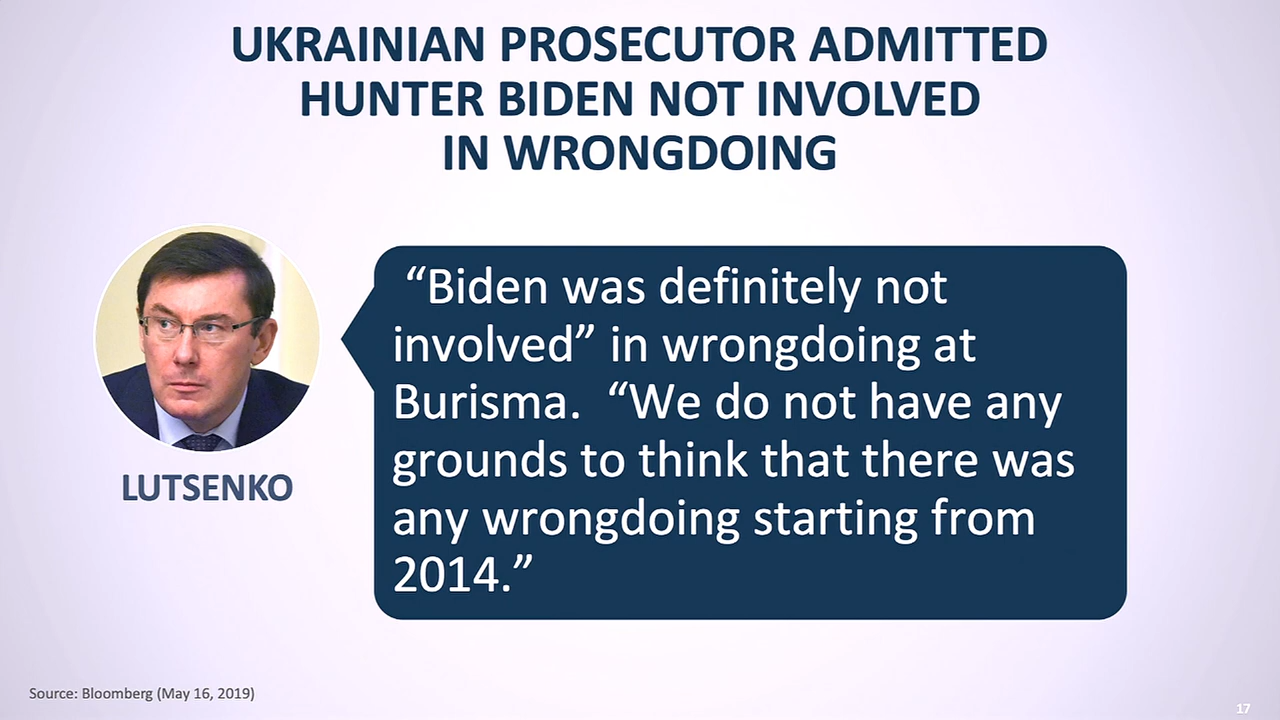 UKRAINIAN PROSECUTOR ADMITTED
HUNTER BIDEN NOT INVOLVED
IN WRONGDOING
“Biden was definitely not
involved” in wrongdoing at
Burisma.  “We do not have any
grounds to think that there was
any wrongdoing starting from
2014.”
LUTSENKO
Source: Bloomberg (May 16, 2019)
17